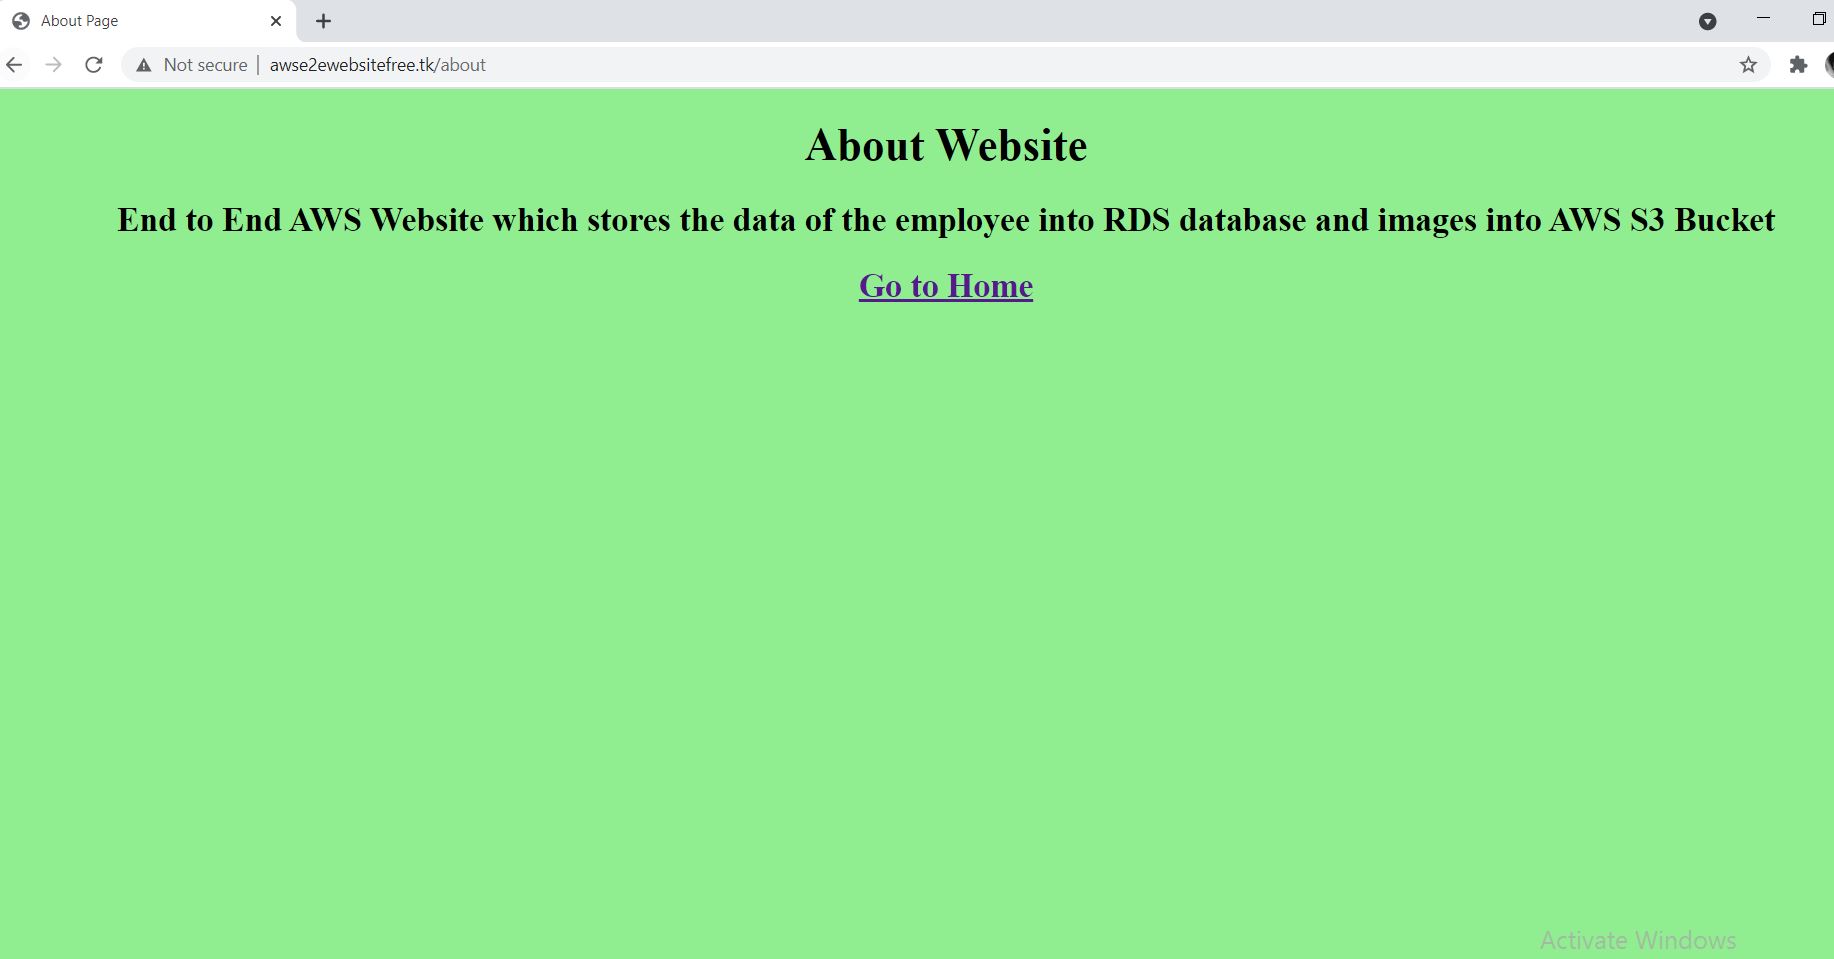 About Page
Not secure
awse2ewebsitefree.tk/about
About Website
End to End AWS Website which stores the data of the employee into RDS database and images into AWS S3 Bucket
Go to Home
Activate Windows